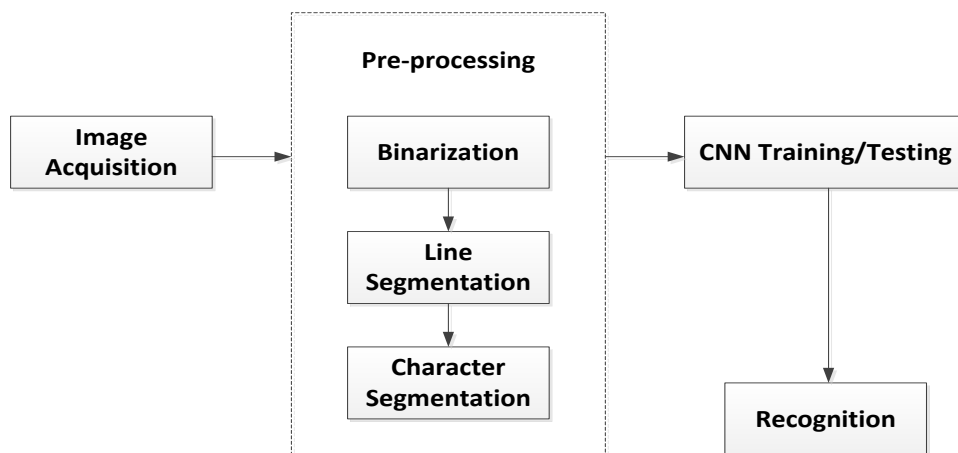 Pre-processing
Image
Acquisition
Binarization
Line
Segmentation
Character
Segmentation
CNN Training/Testing
Recognition